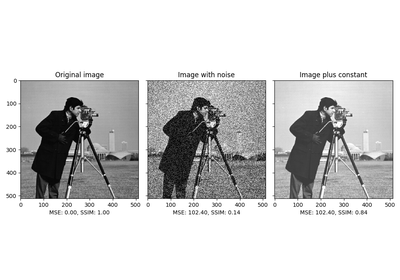 Original image
Image with noise
Image plus constant
0
100
200
300
400
500
0 100 200 300 400 500
0 100 200 300 400 500
0 100 200 300 400 500
MSE: 0.00, SSIM: 1.00
MSE: 102.40, SSIM: 0.14
MSE: 102.40, SSIM: 0.84